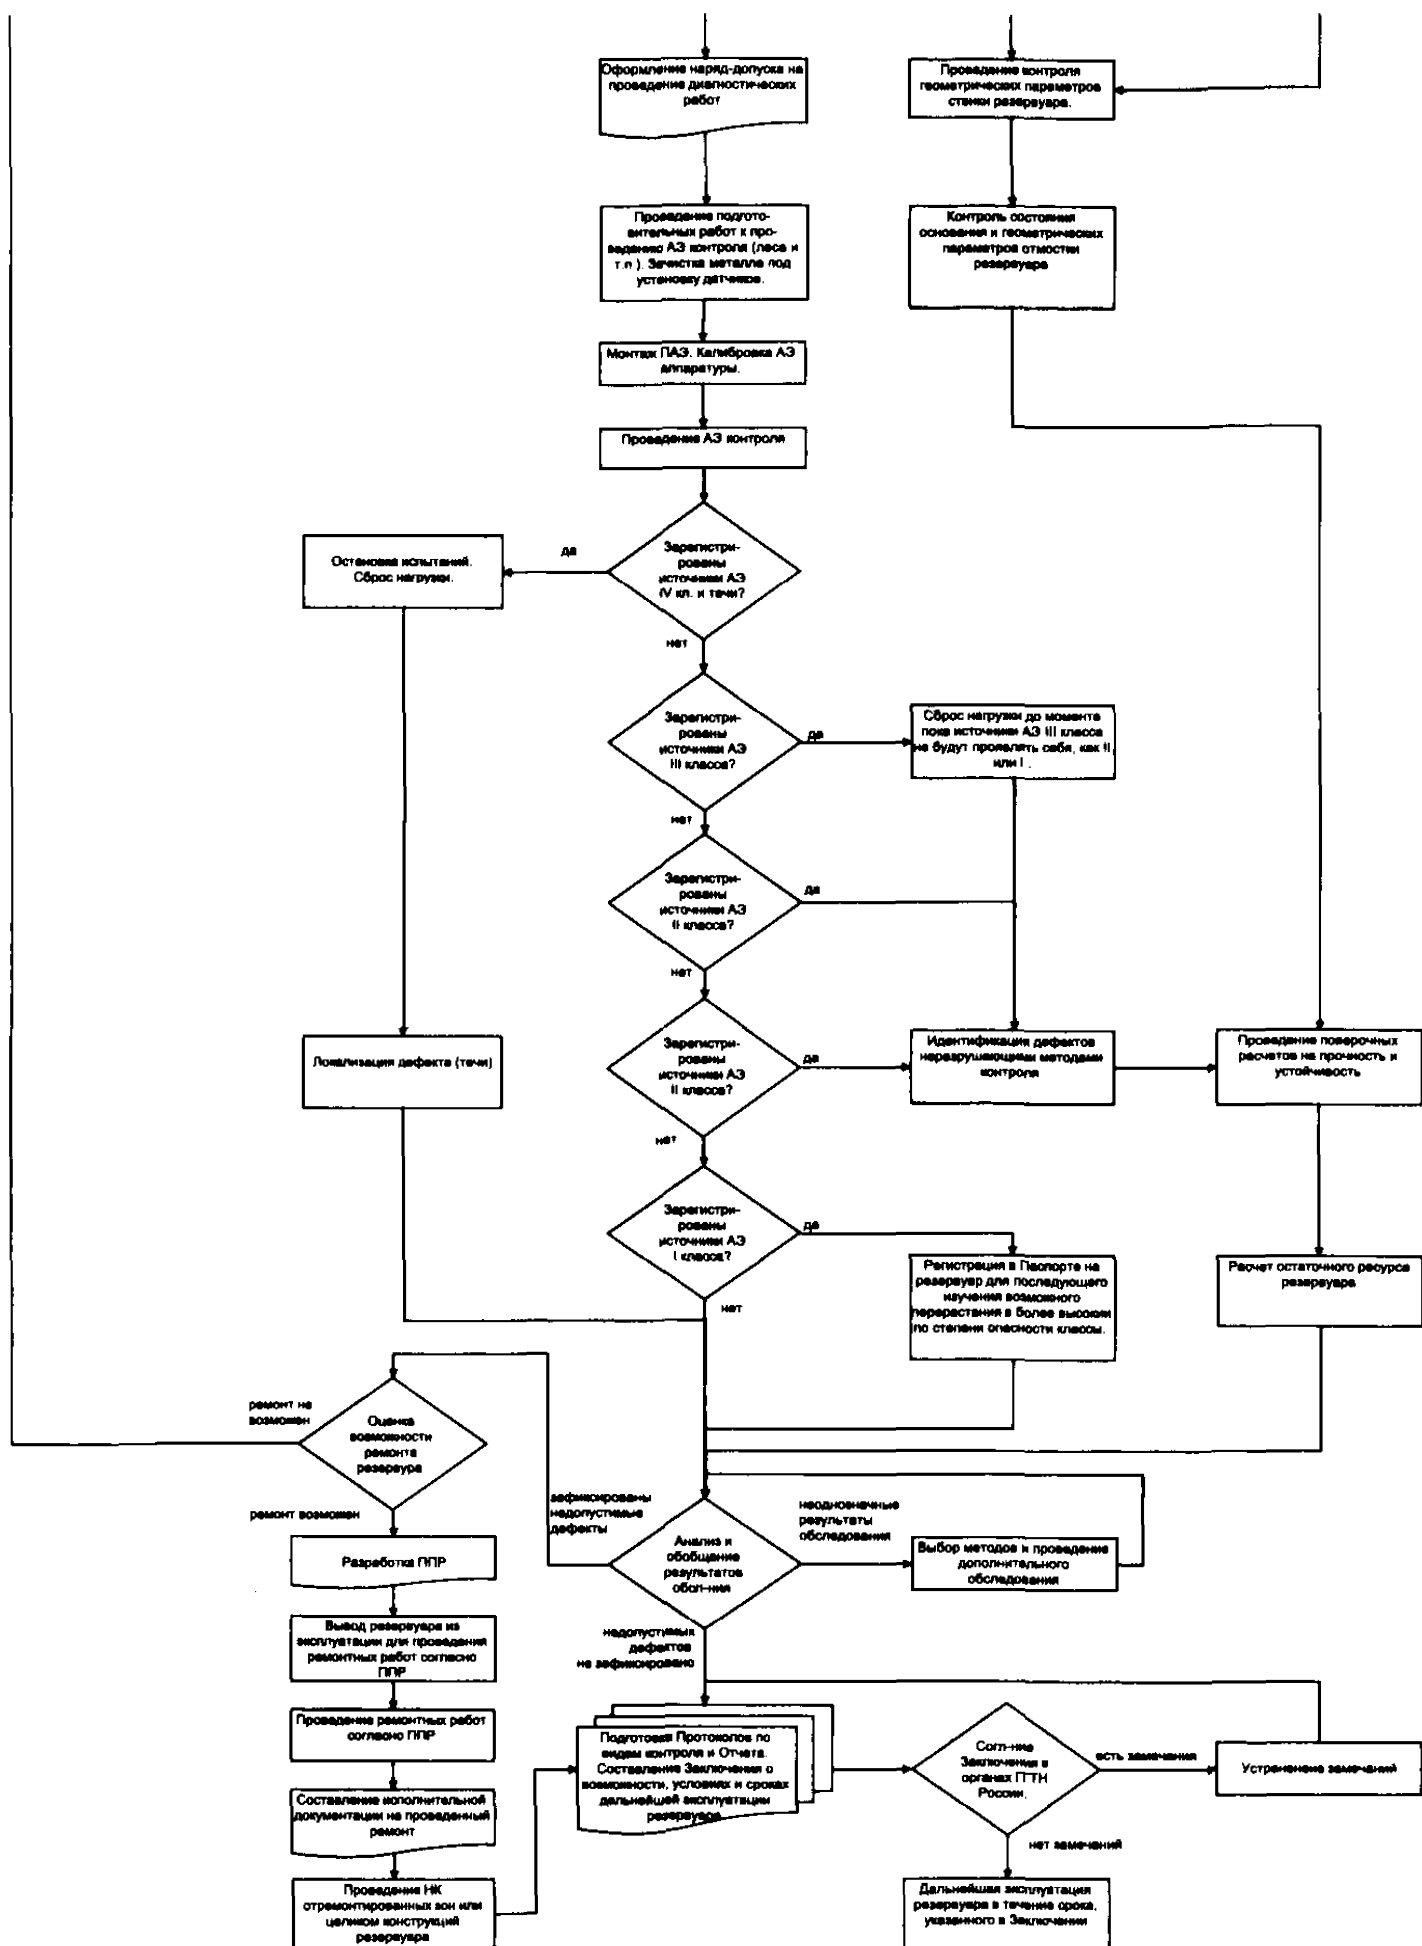 Оформление наряд-допуска на
проведение диагностических
работ
Проведение контроля
геометрических параметров
стенки резервуара.
Проведение подгото-
вительных работ к про-
ведению АЭ контроля (леса и
т.п.). Зачистка металла под
установку датчиков.
Контроль состояния
основания и геометрических
параметров отмостки
резервуара
Монтаж ПАЭ. Калибровка АЭ
аппаратуры.
Проведение АЭ контроля
Зарегистри-
рованы
источники АЭ
IV кл. и течи?
да
Остановка испытаний.
Сброс нагрузки.
нет
Зарегистри-
рованы
источники АЭ
III класса?
да
Сброс нагрузки до момента
пока источники АЭ III класса
не будут проявлять себя, как II
или I .
нет
Зарегистри-
рованы
источники АЭ
II класса?
да
нет
Локализация дефекта (течи)
Зарегистри-
рованы
источники АЭ
II класса?
да
Идентификация дефектов
неразрушающими методами
контроля
Проведение поверочных
расчетов на прочность и
устойчивость
нет
Зарегистри-
рованы
источники АЭ
I класса?
да
Регистрация в Паспорте на
резервуар для последующего
изучения возможного
перерастания в более высокий
по степени опасности классы.
Расчет остаточного ресурса
резервуара
нет
ремонт не
возможен
Оценка
возможности
ремонта
резервуара
ремонт возможен
зафиксированы
недопустимые
дефекты
неоднозначные
результаты
обследования
Анализ и
обобщение
результатов
обсл-ния
Выбор методов и проведение
дополнительного
обследования
Разработка ППР
Вывод резервуара из
эксплуатации для проведения
ремонтных работ согласно
ППР
недопустимых
дефектов
не зафиксировано
Проведение ремонтных работ
согласно ППР
Подготовка Протоколов по
видам контроля и Отчета.
Составление Заключения о
возможности, условиях и сроках
дальнейшей эксплуатации
резервуара
Согл-ние
Заключения в
органах ГГТН
России.
есть замечания
Устранение замечаний
Составление исполнительной
документации на проведенный
ремонт
нет замечаний
Проведение НК
отремонтированных зон или
целиком конструкций
резервуара
Дальнейшая эксплуатация
резервуара в течение срока,
указанного в Заключении